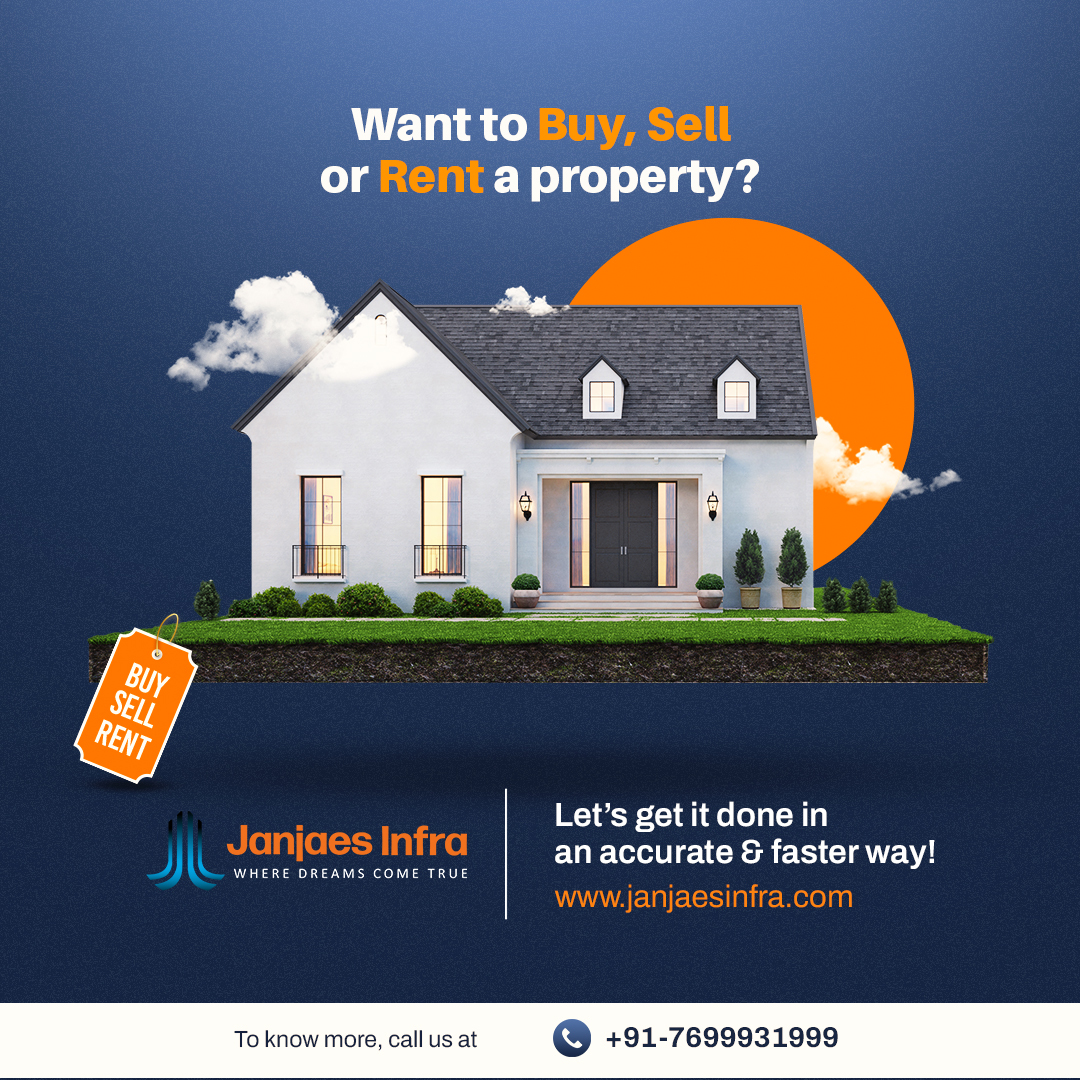 Want to Buy, Sell
or Rent a property?
BUY
SELL
RENT
Janjaes Infra
WHERE DREAMS COME TRUE
Let's get it done in
an accurate & faster way!
www.janjaesinfra.com
To know more, call us at
+91-7699931999